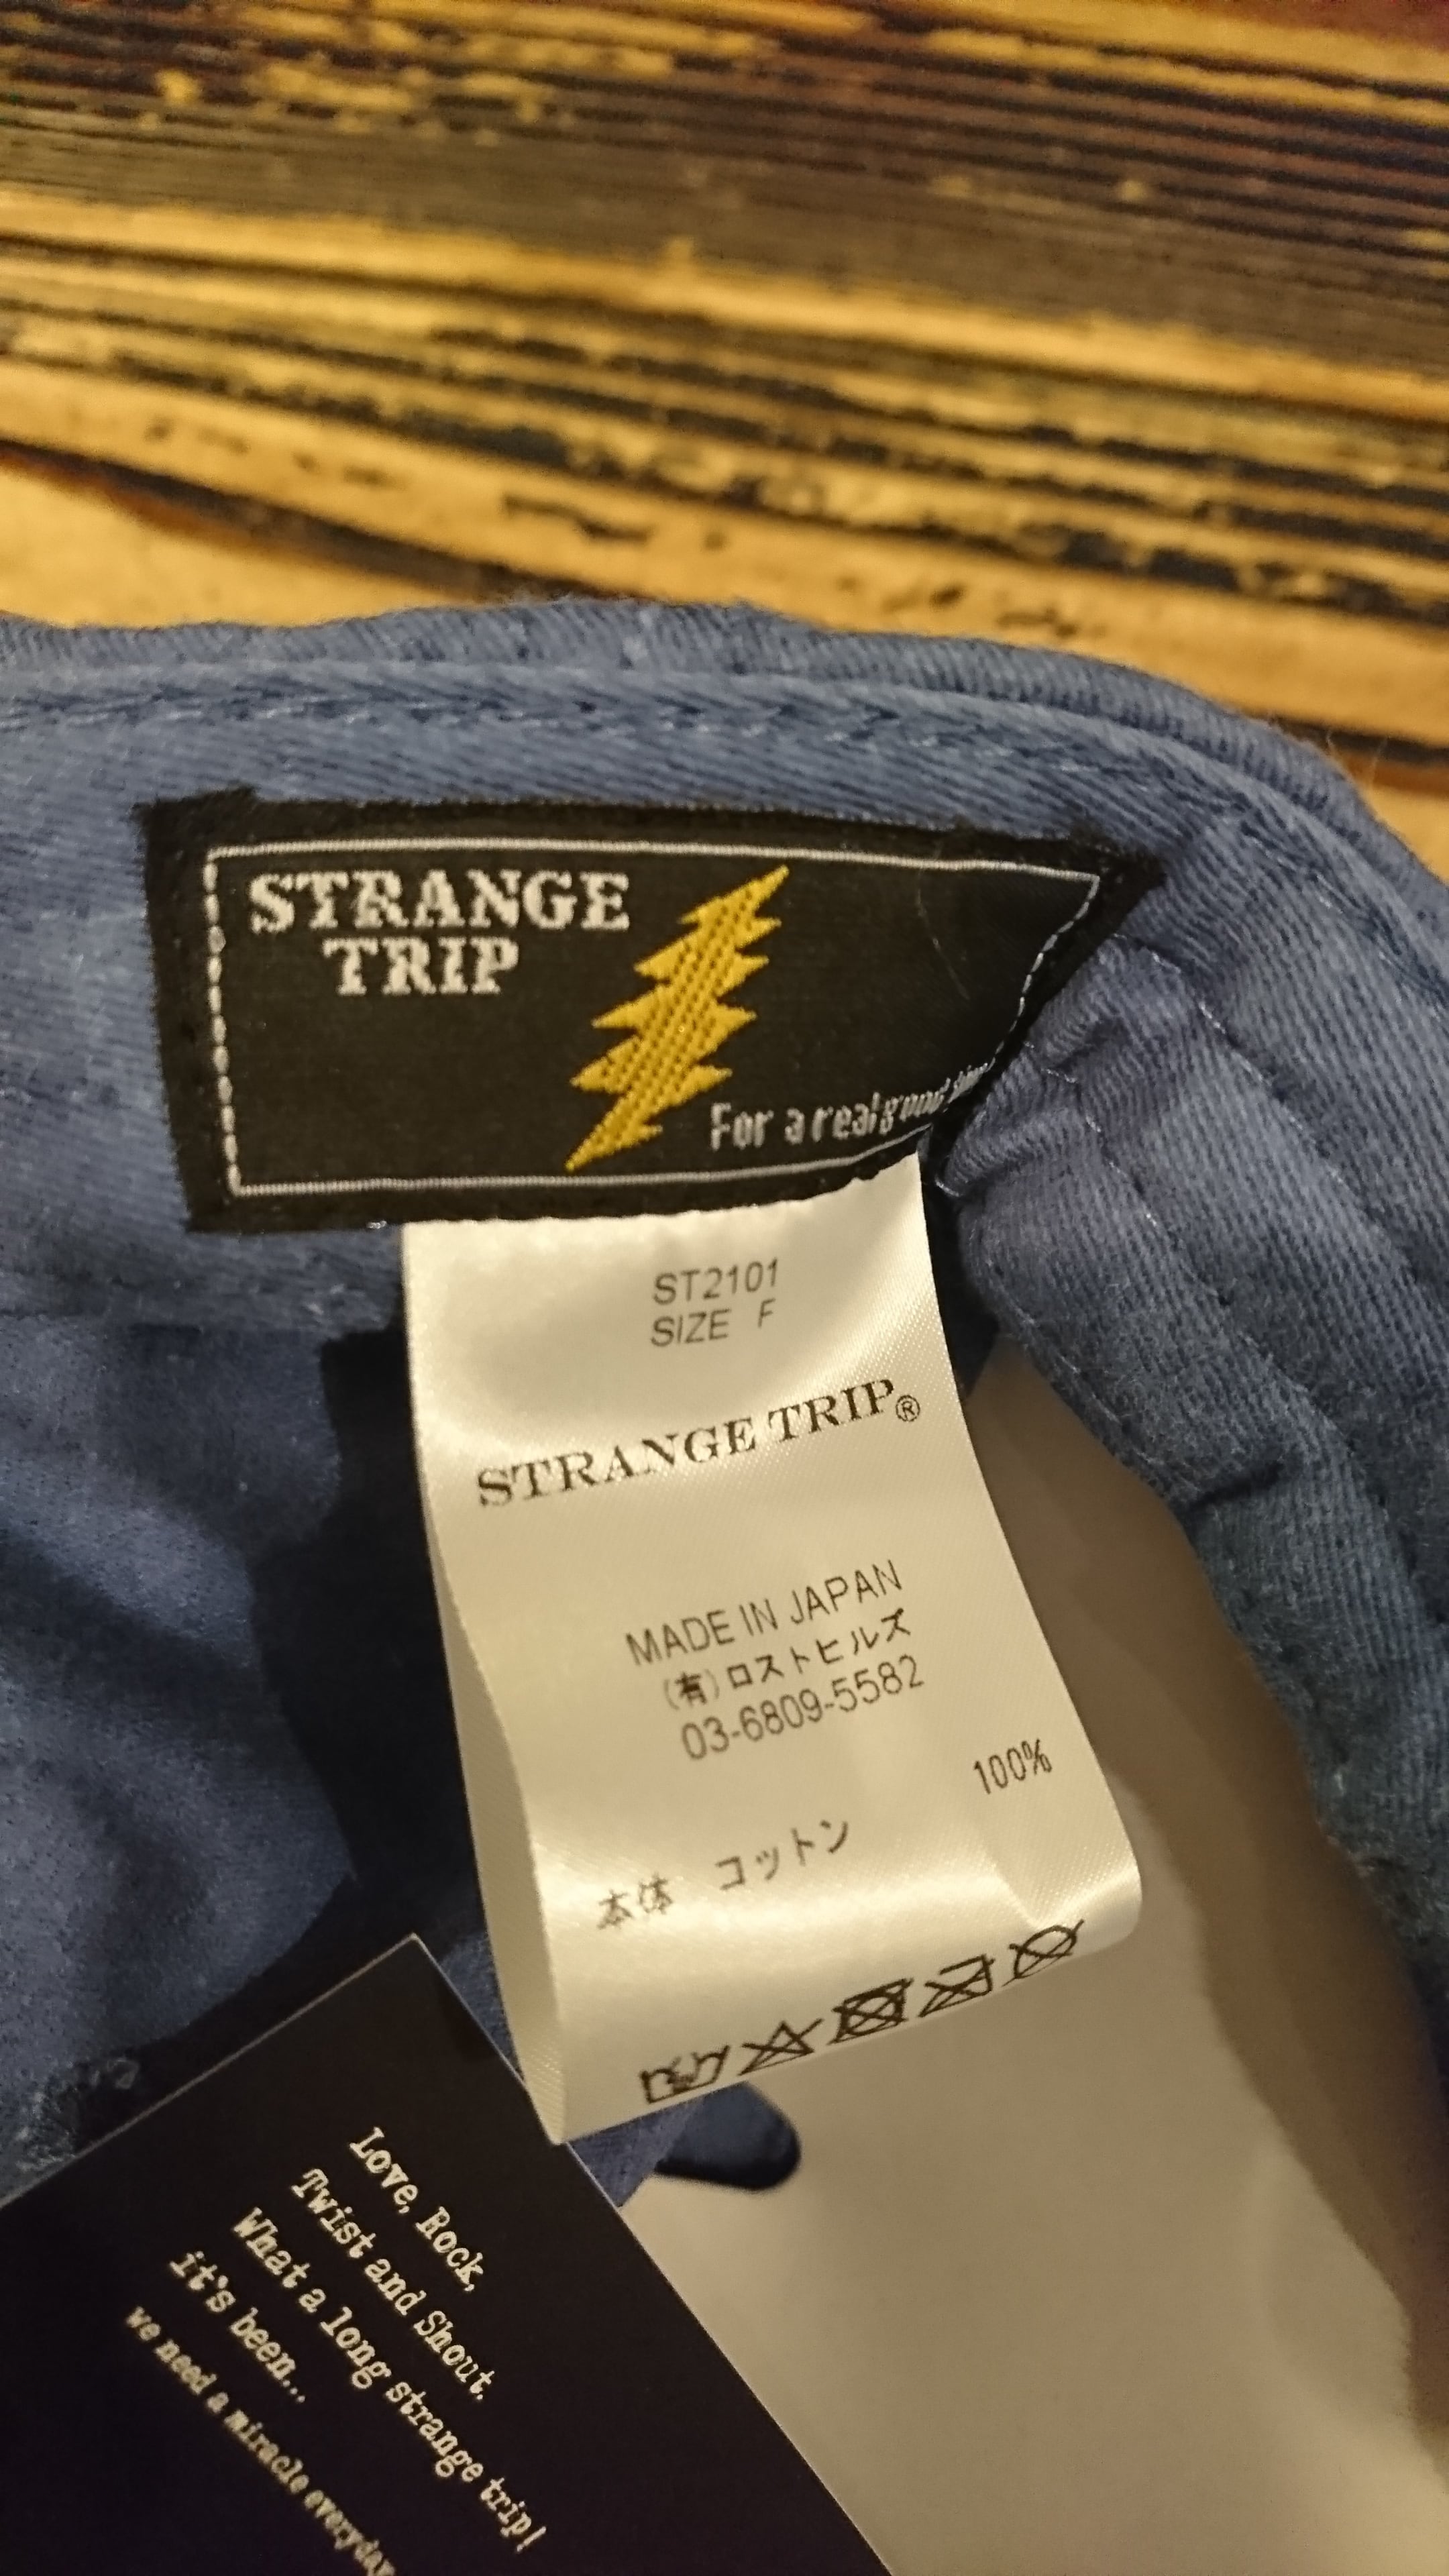 STRANGE
TRIP
For a real good
ST2101
SIZE F
STRANGE TRIP®
MADE IN JAPAN
(有)ロストヒルズ
03-6809-5582
100%
本体 コットン
Love, Rock,
Twist and Shout.
What a long strange trip!
it's been...
we need a miracle everyday